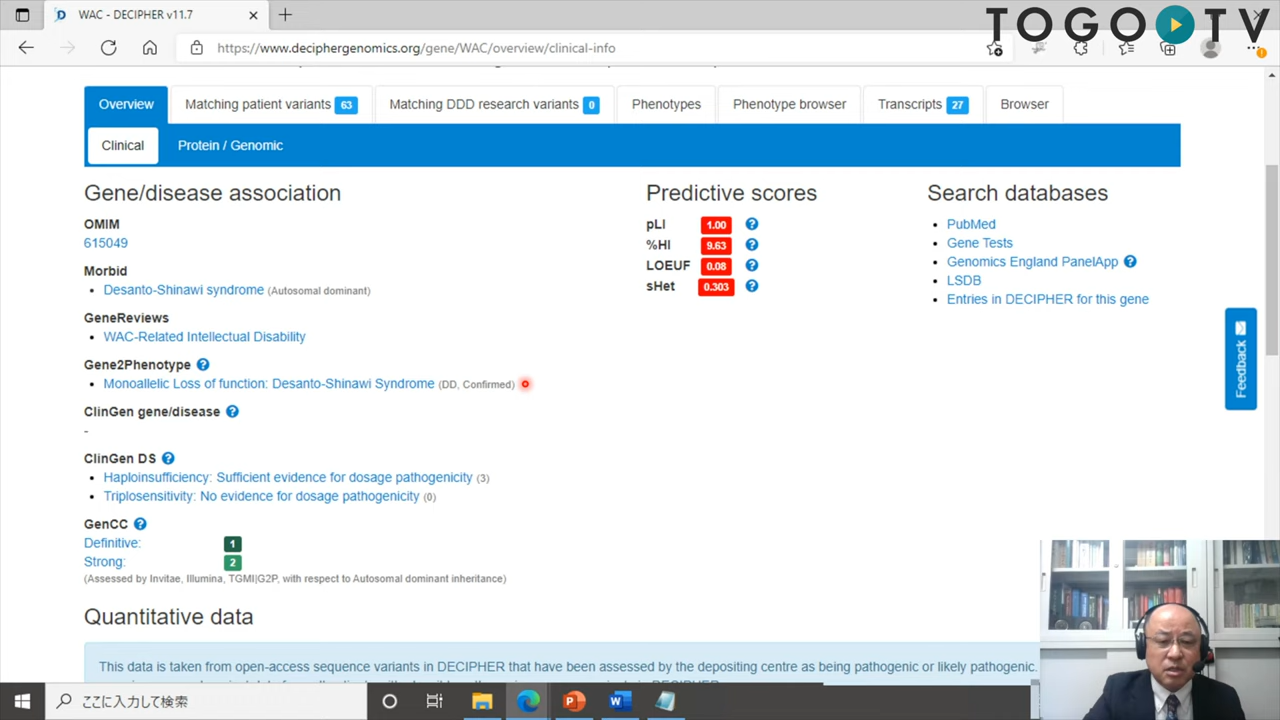 WAC - DECIPHER v11.7
TOGO TV
https://www.deciphergenomics.org/gene/WAC/overview/clinical-info
Overview
Matching patient variants 63
Matching DDD research variants 0
Phenotypes
Phenotype browser
Transcripts 27
Browser
Clinical
Protein / Genomic
Gene/disease association
OMIM
615049
Morbid
Desanto-Shinawi syndrome (Autosomal dominant)
GeneReviews
WAC-Related Intellectual Disability
Gene2Phenotype ?
Monoallelic Loss of function: Desanto-Shinawi Syndrome (DD, Confirmed)
ClinGen gene/disease ?
-
ClinGen DS ?
Haploinsufficiency: Sufficient evidence for dosage pathogenicity (3)
Triplosensitivity: No evidence for dosage pathogenicity (0)
GenCC ?
Definitive: 1
Strong: 2
(Assessed by Invitae, Illumina, TGMI|G2P, with respect to Autosomal dominant inheritance)
Predictive scores
pLI 1.00 ?
%HI 9.63 ?
LOEUF 0.08 ?
sHet 0.303 ?
Search databases
PubMed
Gene Tests
Genomics England PanelApp ?
LSDB
Entries in DECIPHER for this gene
Feedback
Quantitative data
This data is taken from open-access sequence variants in DECIPHER that have been assessed by the depositing centre as being pathogenic or likely pathogenic.
ここに入力して検索